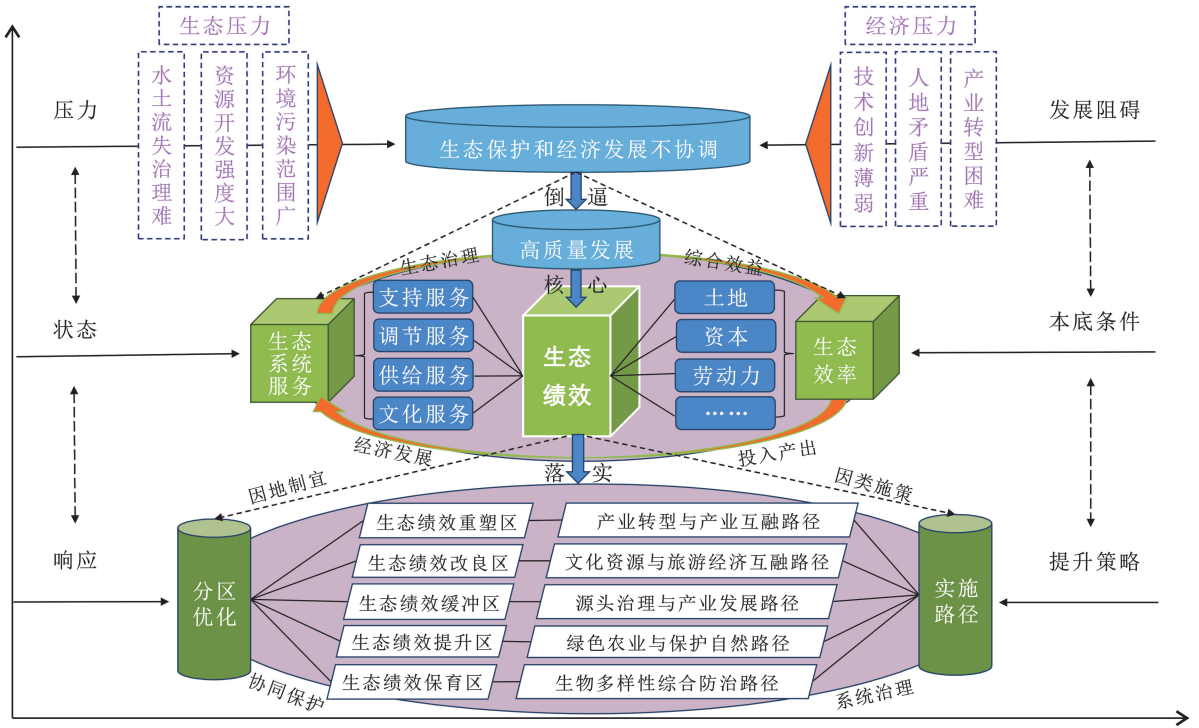 生态压力
经济压力
水土流失治理难
资源开发强度大
环境污染范围广
技术创新薄弱
人地矛盾严重
产业转型困难
压力
发展阻碍
生态保护和经济发展不协调
倒逼
高质量发展
生态治理
综合效益
核心
状态
本底条件
生态
系统
服务
支持服务
调节服务
供给服务
文化服务
生态
绩效
土地
资本
劳动力
……
生态
效率
经济发展
投入产出
落实
因地制宜
因类施策
响应
提升策略
分区
优化
生态绩效重塑区
产业转型与产业互融路径
生态绩效改良区
文化资源与旅游经济互融路径
生态绩效缓冲区
源头治理与产业发展路径
生态绩效提升区
绿色农业与保护自然路径
生态绩效保育区
生物多样性综合防治路径
实施
路径
协同保护
系统治理